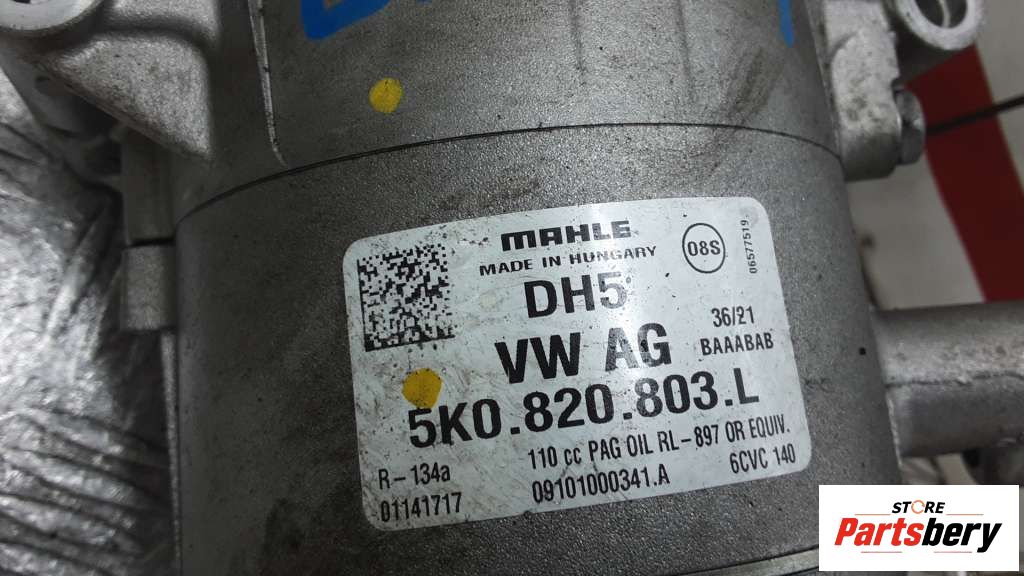 MAHLE
MADE IN HUNGARY
08S
06577519
DH5
36/21
VW AG
BAAABAB
5K0.820.803.L
R-134a
110 cc PAG OIL RL-897 OR EQUIV.
01141717
09101000341.A
6CVC 140
STORE
Partsbery